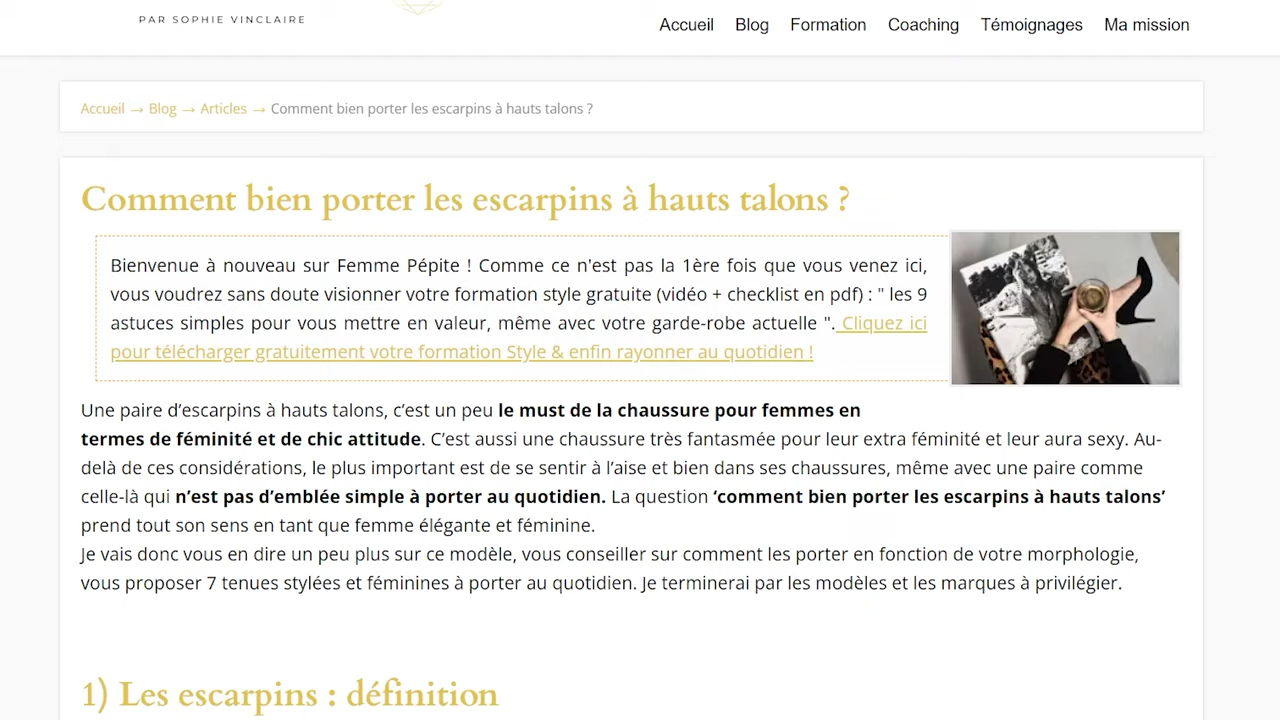 PAR SOPHIE VINCLAIRE
Accueil Blog Formation Coaching Témoignages Ma mission
Accueil → Blog → Articles → Comment bien porter les escarpins à hauts talons ?
Comment bien porter les escarpins à hauts talons ?
Bienvenue à nouveau sur Femme Pépite ! Comme ce n'est pas la 1ère fois que vous venez ici,
vous voudrez sans doute visionner votre formation style gratuite (vidéo + checklist en pdf) : " les 9
astuces simples pour vous mettre en valeur, même avec votre garde-robe actuelle ". Cliquez ici
pour télécharger gratuitement votre formation Style & enfin rayonner au quotidien !
Une paire d’escarpins à hauts talons, c’est un peu le must de la chaussure pour femmes en
termes de féminité et de chic attitude. C’est aussi une chaussure très fantasmée pour leur extra féminité et leur aura sexy. Au-
delà de ces considérations, le plus important est de se sentir à l’aise et bien dans ses chaussures, même avec une paire comme
celle-là qui n’est pas d’emblée simple à porter au quotidien. La question ‘comment bien porter les escarpins à hauts talons’
prend tout son sens en tant que femme élégante et féminine.
Je vais donc vous en dire un peu plus sur ce modèle, vous conseiller sur comment les porter en fonction de votre morphologie,
vous proposer 7 tenues stylées et féminines à porter au quotidien. Je terminerai par les modèles et les marques à privilégier.
1) Les escarpins : définition